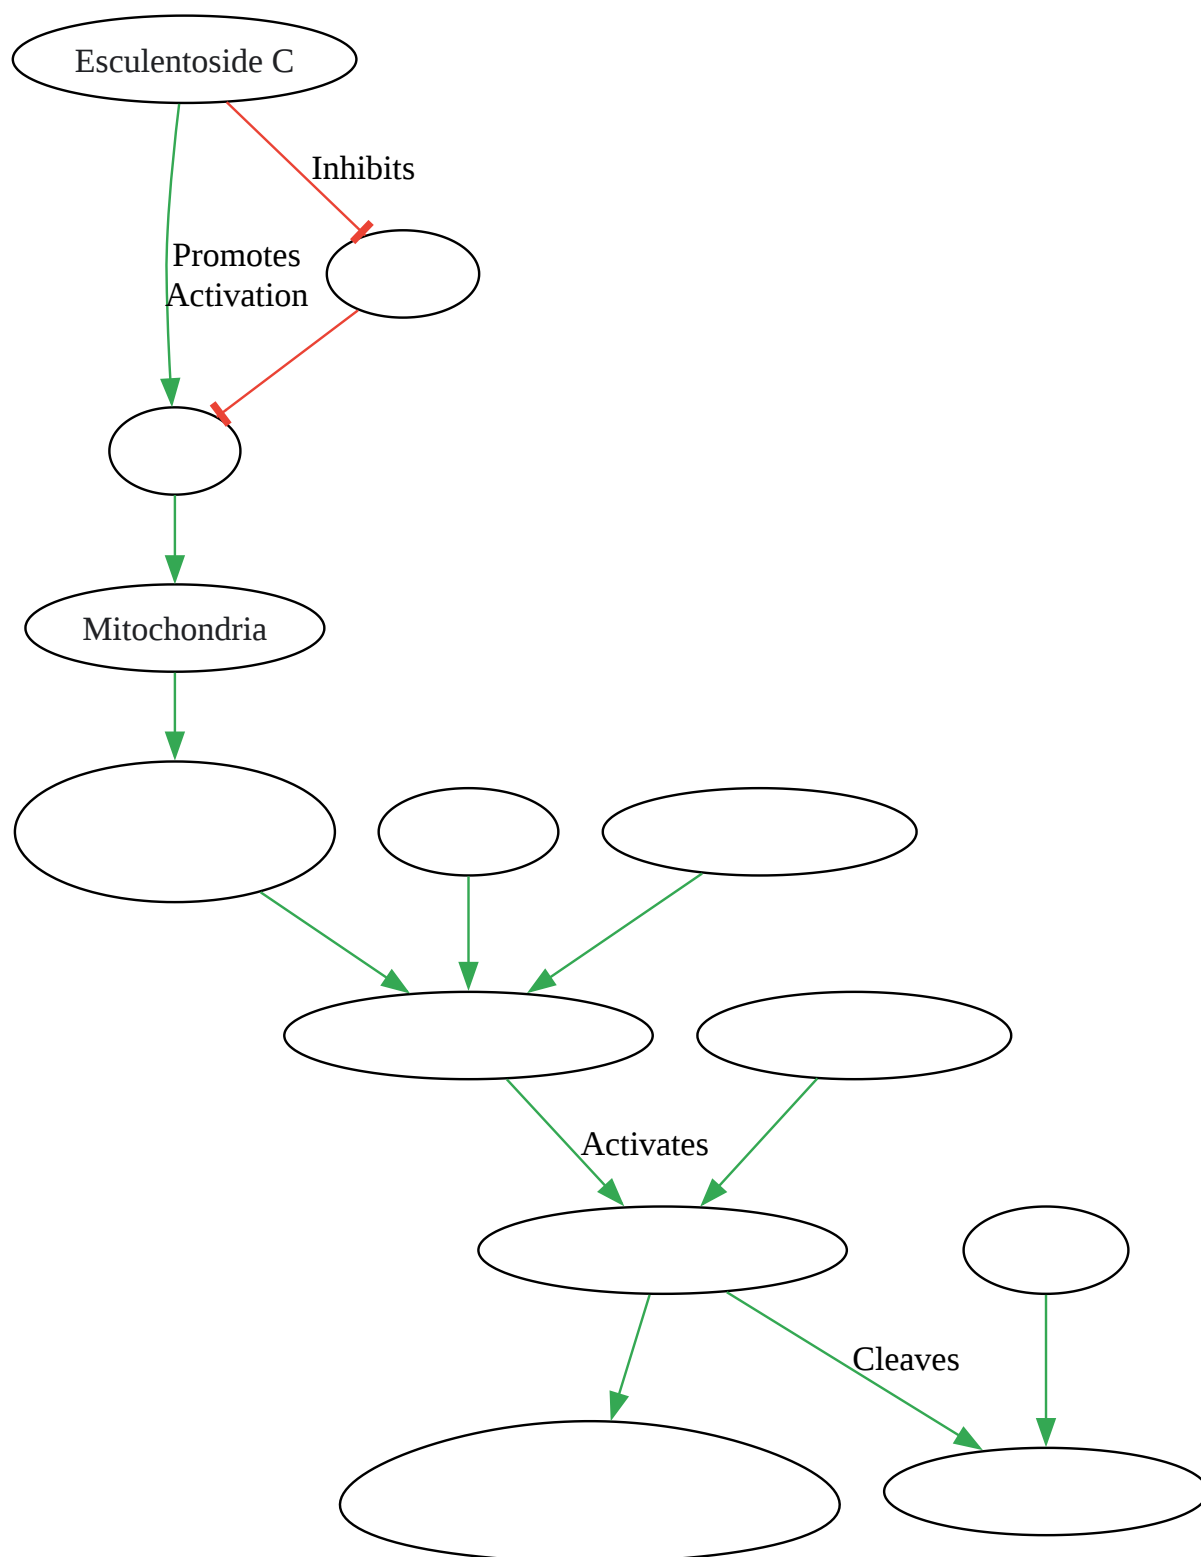 Esculentoside C
Inhibits
Promotes
Activation
Mitochondria
Activates
Cleaves